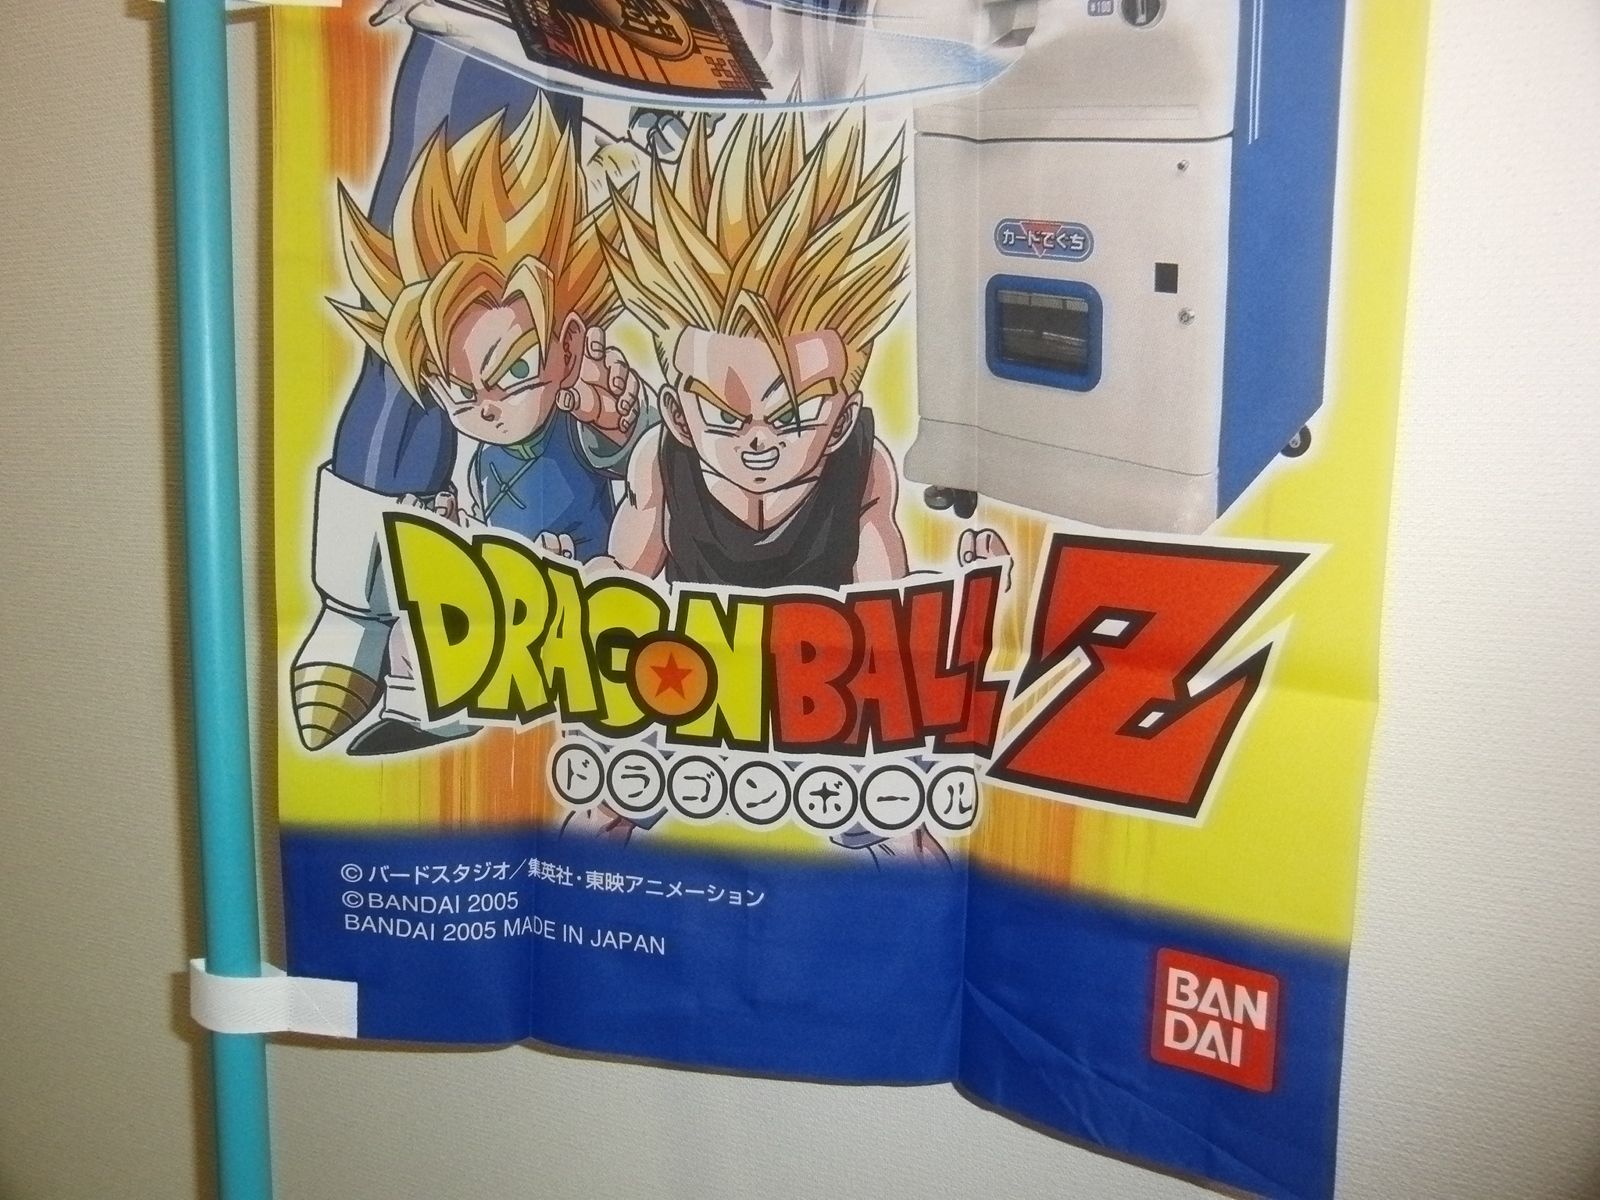 ¥100
カードでぐち
DRAGONBALL Z
ドラゴンボール
© バードスタジオ／集英社・東映アニメーション
© BANDAI 2005
BANDAI 2005 MADE IN JAPAN
BAN
DAI